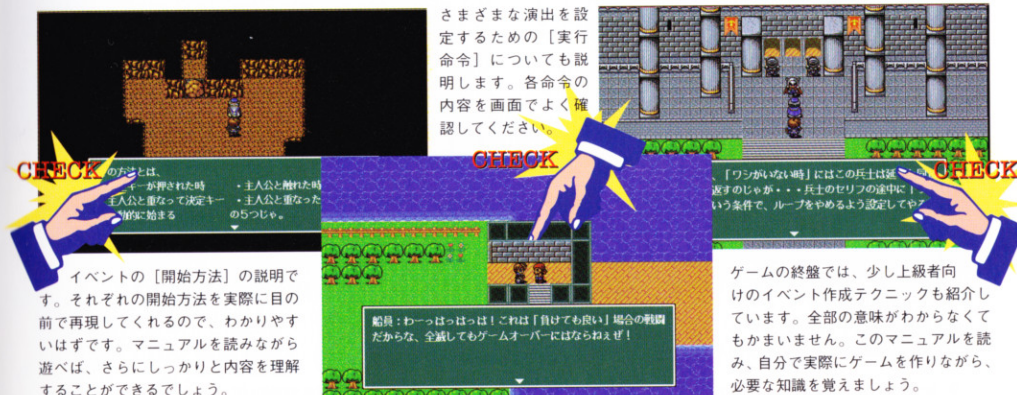 さまざまな演出を設
定するための［実行
命令］についても説
明します。各命令の
内容を画面でよく確
認してください。
CHECK
の方法とは、
キーが押された時 ・主人公と触れた時
主人公と重なって決定キー ・主人公と重なった
動的に始まる の5つじゃ。
イベントの［開始方法］の説明で
す。それぞれの開始方法を実際に目の
前で再現してくれるので、わかりやす
いはずです。マニュアルを読みながら
遊べば、さらにしっかりと内容を理解
することができるでしょう。
CHECK
船員：わーっはっはっは！これは「負けても良い」場合の戦闘
だからな、全滅してもゲームオーバーにはならねぇぜ！
CHECK
、「ワシがいない時」にはこの兵士は延
返すのじゃが・・・兵士のセリフの途中に「
いう条件で、ループをやめるよう設定してや
ゲームの終盤では、少し上級者向
けのイベント作成テクニックも紹介し
ています。全部の意味がわからなくて
もかまいません。このマニュアルを読
み、自分で実際にゲームを作りながら、
必要な知識を覚えましょう。